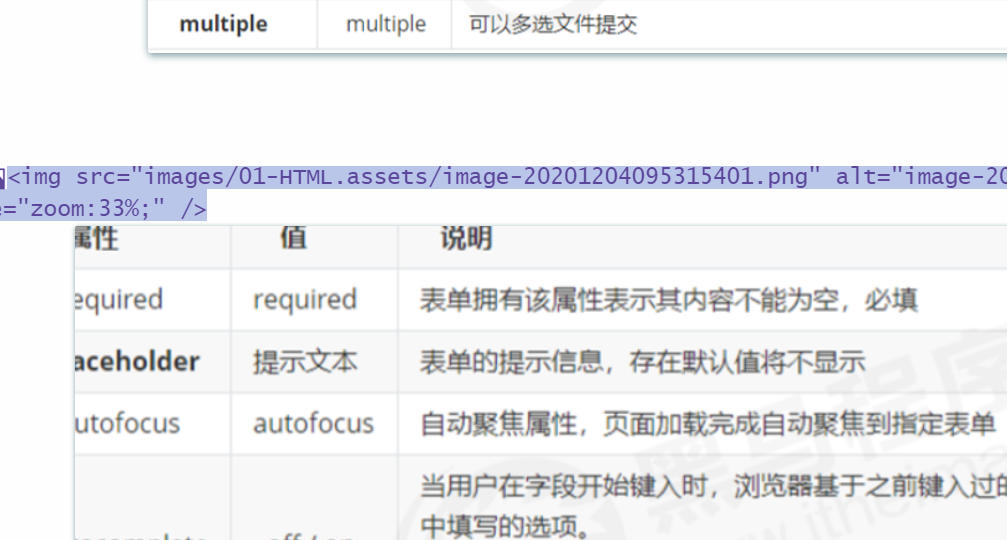 multiple multiple 可以多选文件提交
<img src="images/01-HTML.assets/image-20201204095315401.png" alt="image-20
="zoom:33%;" />
属性 值 说明
equired required 表单拥有该属性表示其内容不能为空，必填
aceholder 提示文本 表单的提示信息，存在默认值将不显示
utofocus autofocus 自动聚焦属性，页面加载完成自动聚焦到指定表单
当用户在字段开始键入时，浏览器基于之前键入过的
off / on 中填写的选项。
黑马程序
www.itheima